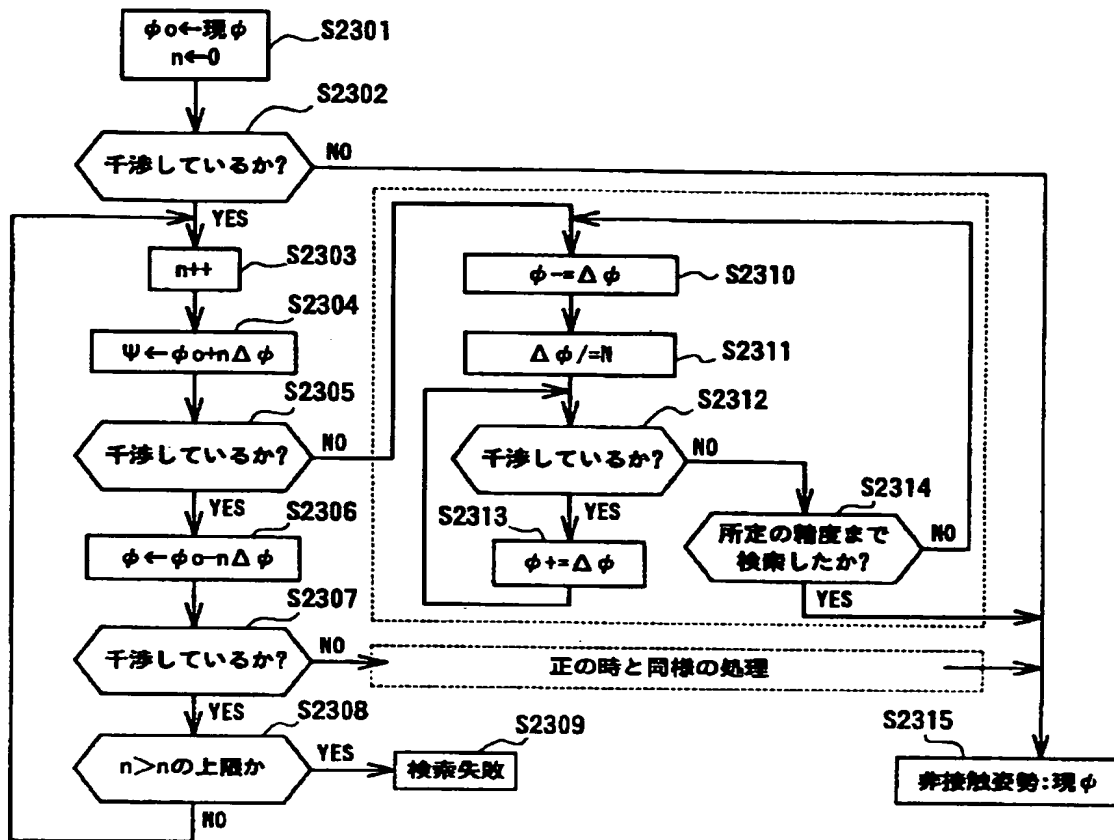 φo←現φ
n←0
S2301
S2302
干渉しているか?
NO
YES
n++
S2303
S2304
Ψ←φo+nΔφ
S2305
干渉しているか?
NO
YES
S2306
φ←φo−nΔφ
S2307
干渉しているか?
NO
YES
S2308
n>nの上限か
YES
NO
S2309
検索失敗
φ−=Δφ
S2310
Δφ/=N
S2311
S2312
干渉しているか?
NO
YES
S2313
φ+=Δφ
S2314
所定の精度まで
検索したか?
NO
YES
正の時と同様の処理
S2315
非接触姿勢:現φ